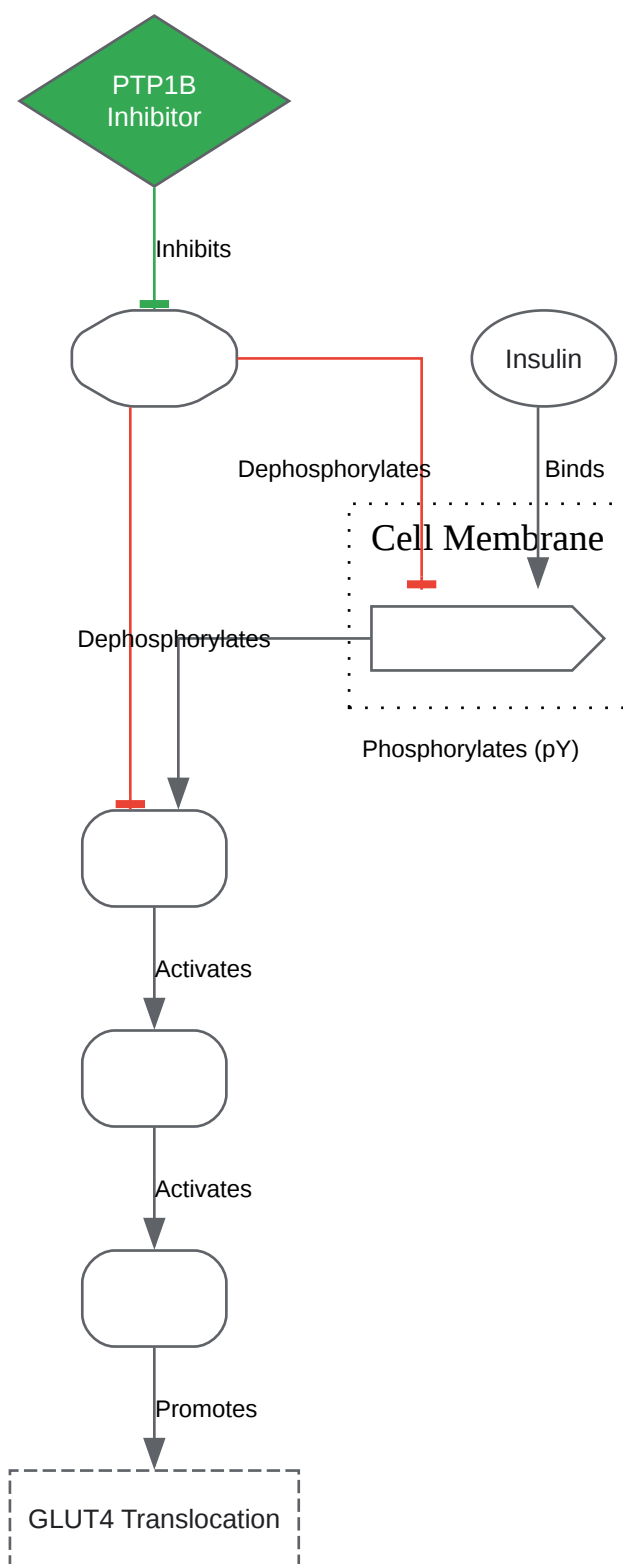 PTP1B
Inhibitor
Inhibits
Insulin
Dephosphorylates
Binds
Cell Membrane
Dephosphorylates
Phosphorylates (pY)
Activates
Activates
Promotes
GLUT4 Translocation